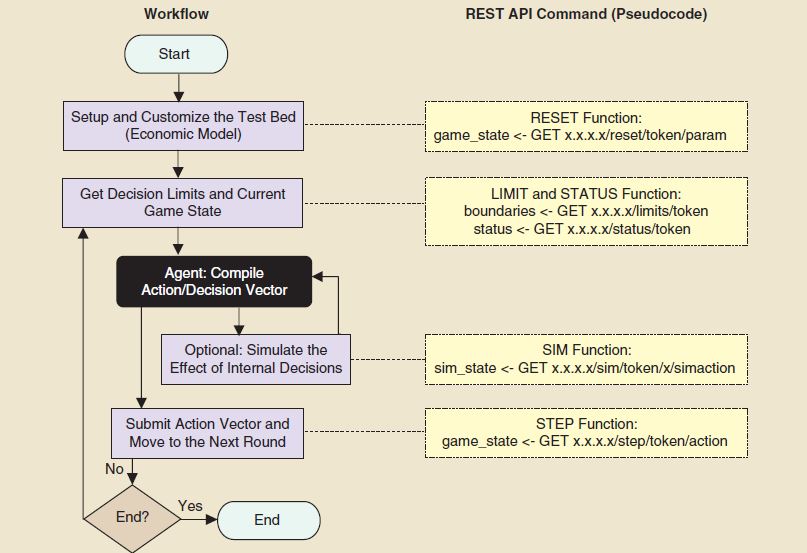 Workflow
REST API Command (Pseudocode)
Start
Setup and Customize the Test Bed
(Economic Model)
RESET Function:
game_state <- GET x.x.x.x/reset/token/param
Get Decision Limits and Current
Game State
LIMIT and STATUS Function:
boundaries <- GET x.x.x.x/limits/token
status <- GET x.x.x.x/status/token
Agent: Compile
Action/Decision Vector
Optional: Simulate the
Effect of Internal Decisions
SIM Function:
sim_state <- GET x.x.x.x/sim/token/x/simaction
Submit Action Vector and
Move to the Next Round
STEP Function:
game_state <- GET x.x.x.x/step/token/action
No
End?
Yes
End